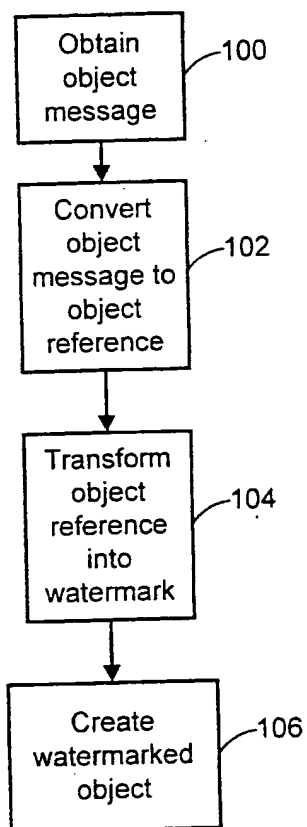 Obtain
object
message
100
Convert
object
message to
object
reference
102
Transform
object
reference
into
watermark
104
Create
watermarked
object
106